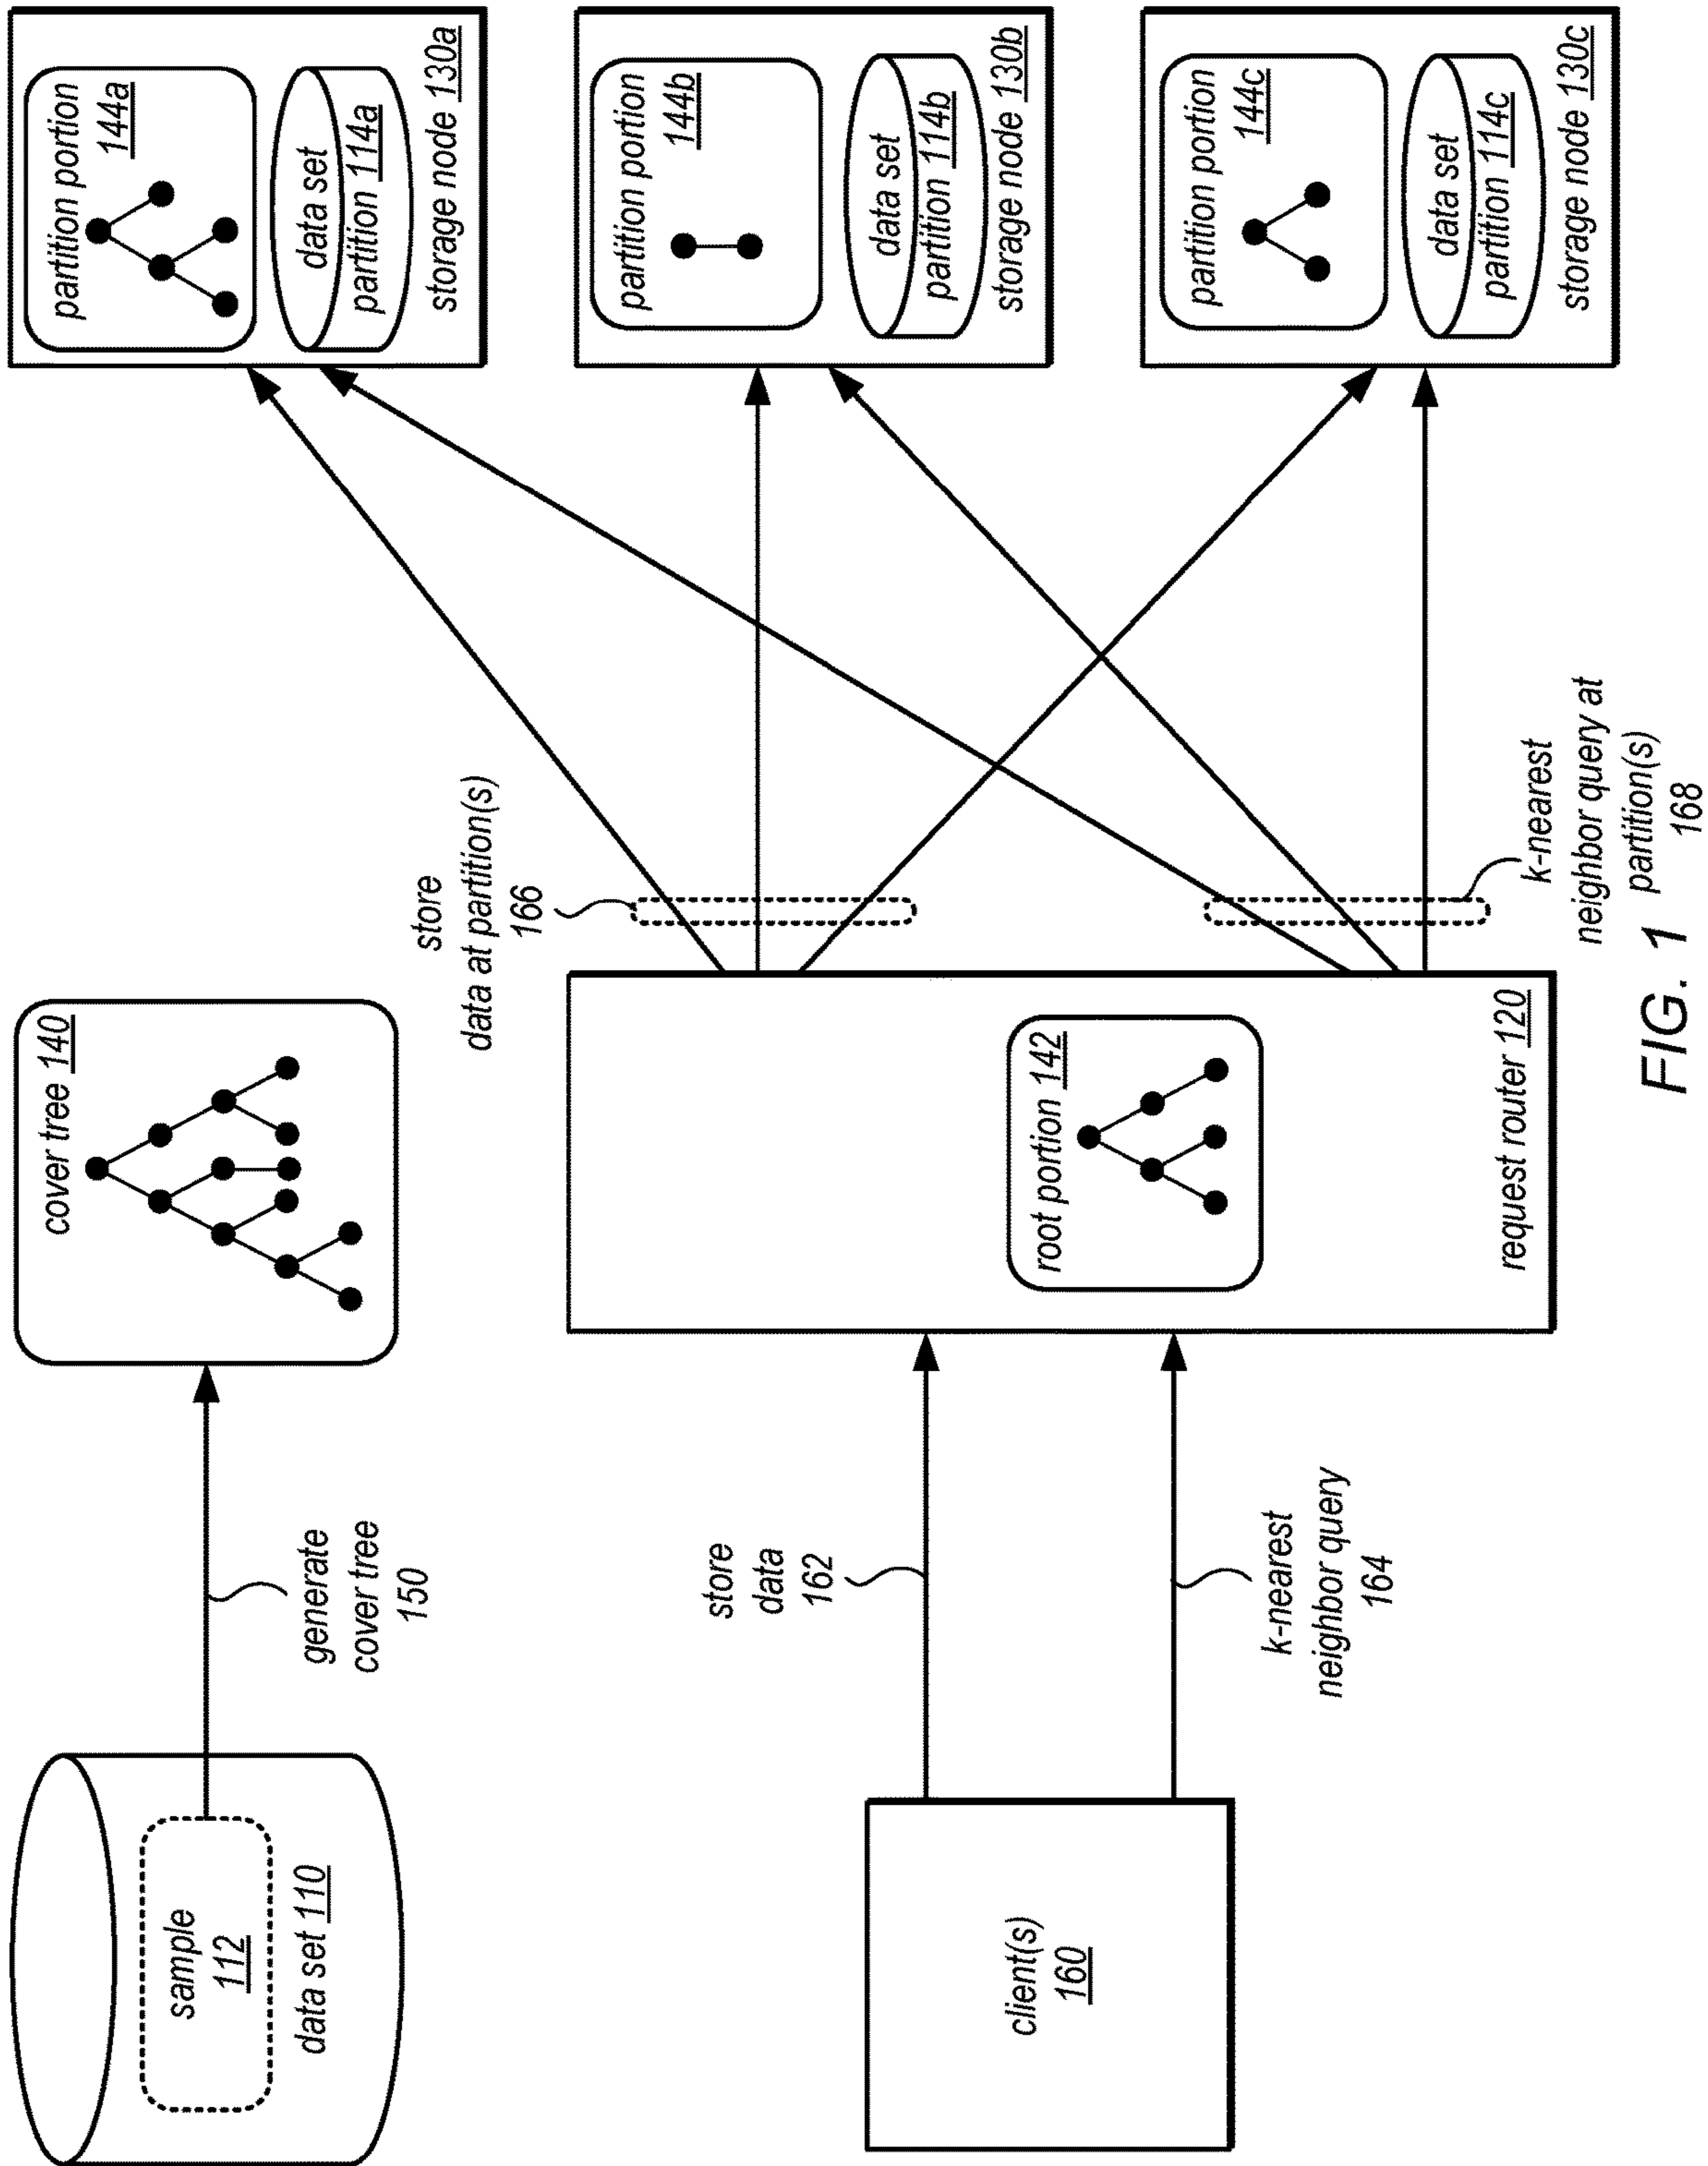 sample
112
data set 110
generate
cover tree
150
cover tree 140
client(s)
160
store
data
162
k-nearest
neighbor query
164
root portion 142
request router 120
store
data at partition(s)
166
k-nearest
neighbor query at
partition(s)
168
partition portion
144a
data set
partition 114a
storage node 130a
partition portion
144b
data set
partition 114b
storage node 130b
partition portion
144c
data set
partition 114c
storage node 130c
FIG. 1